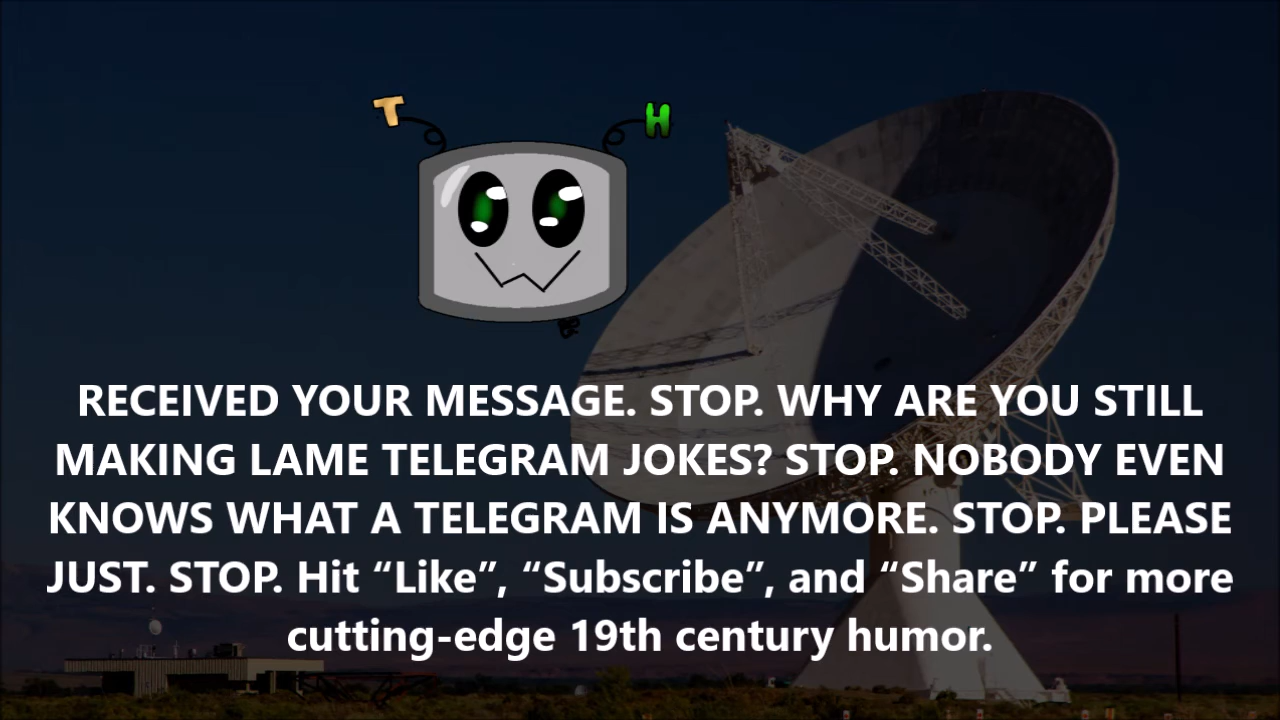 T H
RECEIVED YOUR MESSAGE. STOP. WHY ARE YOU STILL
MAKING LAME TELEGRAM JOKES? STOP. NOBODY EVEN
KNOWS WHAT A TELEGRAM IS ANYMORE. STOP. PLEASE
JUST. STOP. Hit “Like”, “Subscribe”, and “Share” for more
cutting-edge 19th century humor.